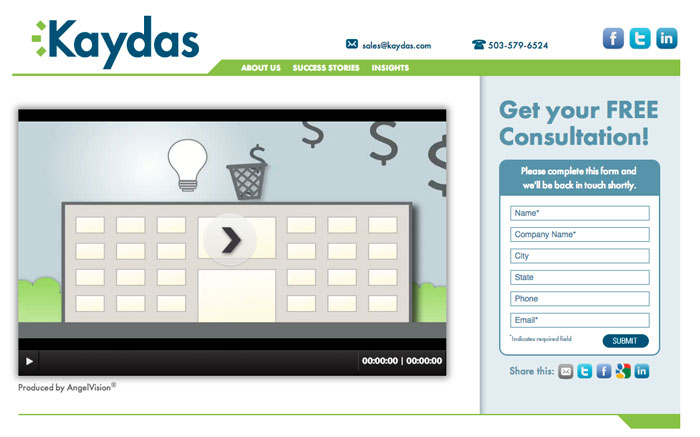 Kaydas
sales@kaydas.com
503-579-6524
ABOUT US SUCCESS STORIES INSIGHTS
Get your FREE
Consultation!
Please complete this form and
we'll be back in touch shortly.
Name*
Company Name*
City
State
Phone
Email*
*Indicates required field
SUBMIT
Share this:
$ $ $ $
00:00:00 | 00:00:00
Produced by AngelVision®